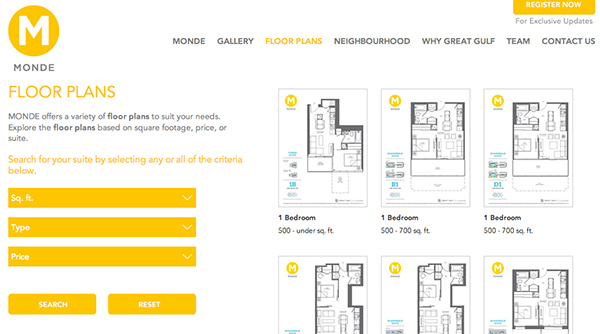 REGISTER NOW
For Exclusive Updates
M
MONDE
MONDE GALLERY FLOOR PLANS NEIGHBOURHOOD WHY GREAT GULF TEAM CONTACT US
FLOOR PLANS
MONDE offers a variety of floor plans to suit your needs.
Explore the floor plans based on square footage, price, or
suite.
Search for your suite by selecting any or all of the criteria
below.
Sq. ft.
Type
Price
SEARCH RESET
M M M
1B B1 D1
1 Bedroom 1 Bedroom 1 Bedroom
500 - under sq. ft. 500 - 700 sq. ft. 500 - 700 sq. ft.
M M M